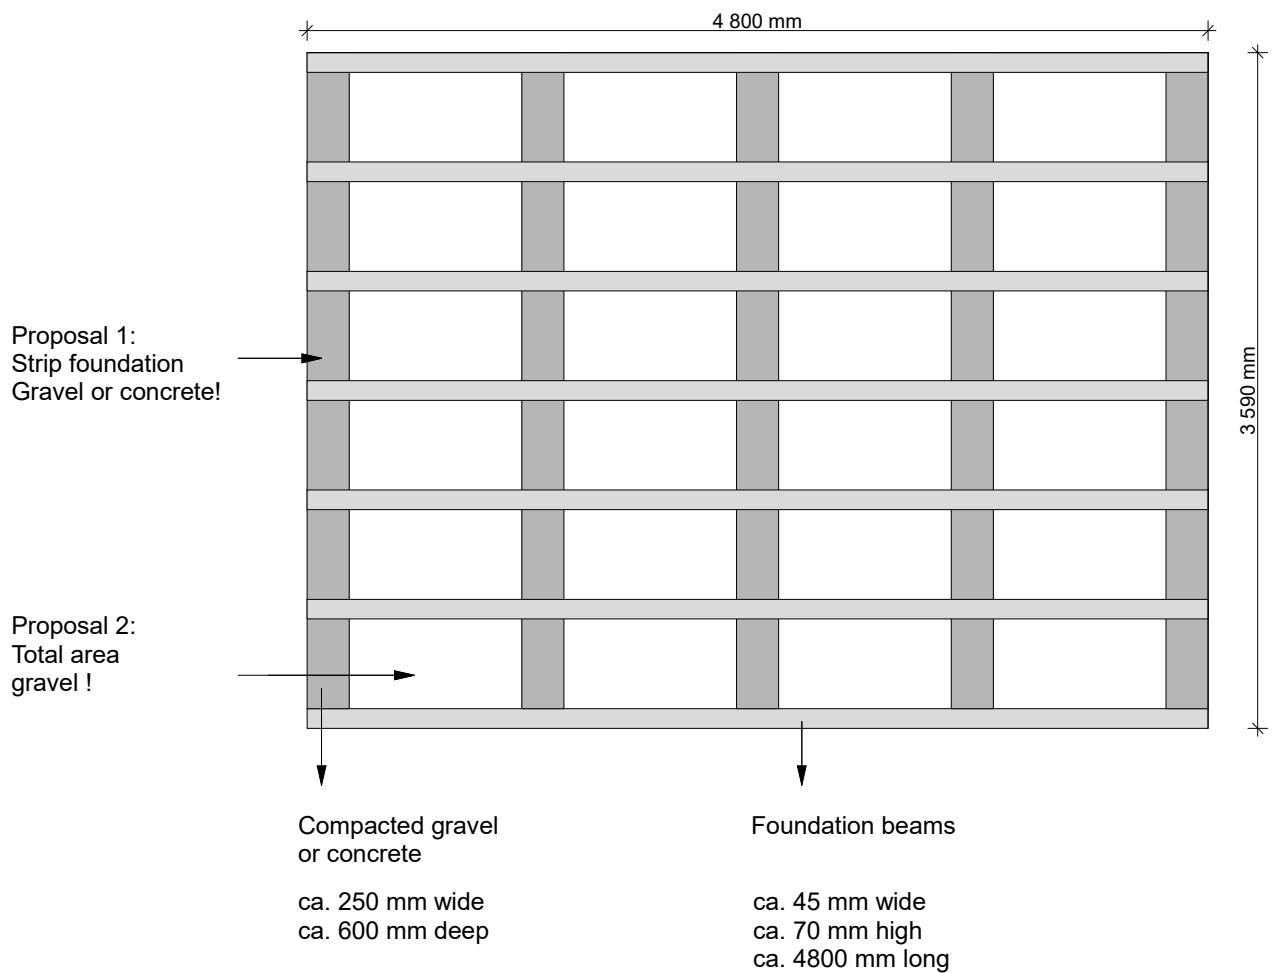 4 800 mm
3 590 mm
Proposal 1:
Strip foundation
Gravel or concrete!
Proposal 2:
Total area
gravel !
Compacted gravel
or concrete
ca. 250 mm wide
ca. 600 mm deep
Foundation beams
ca. 45 mm wide
ca. 70 mm high
ca. 4800 mm long